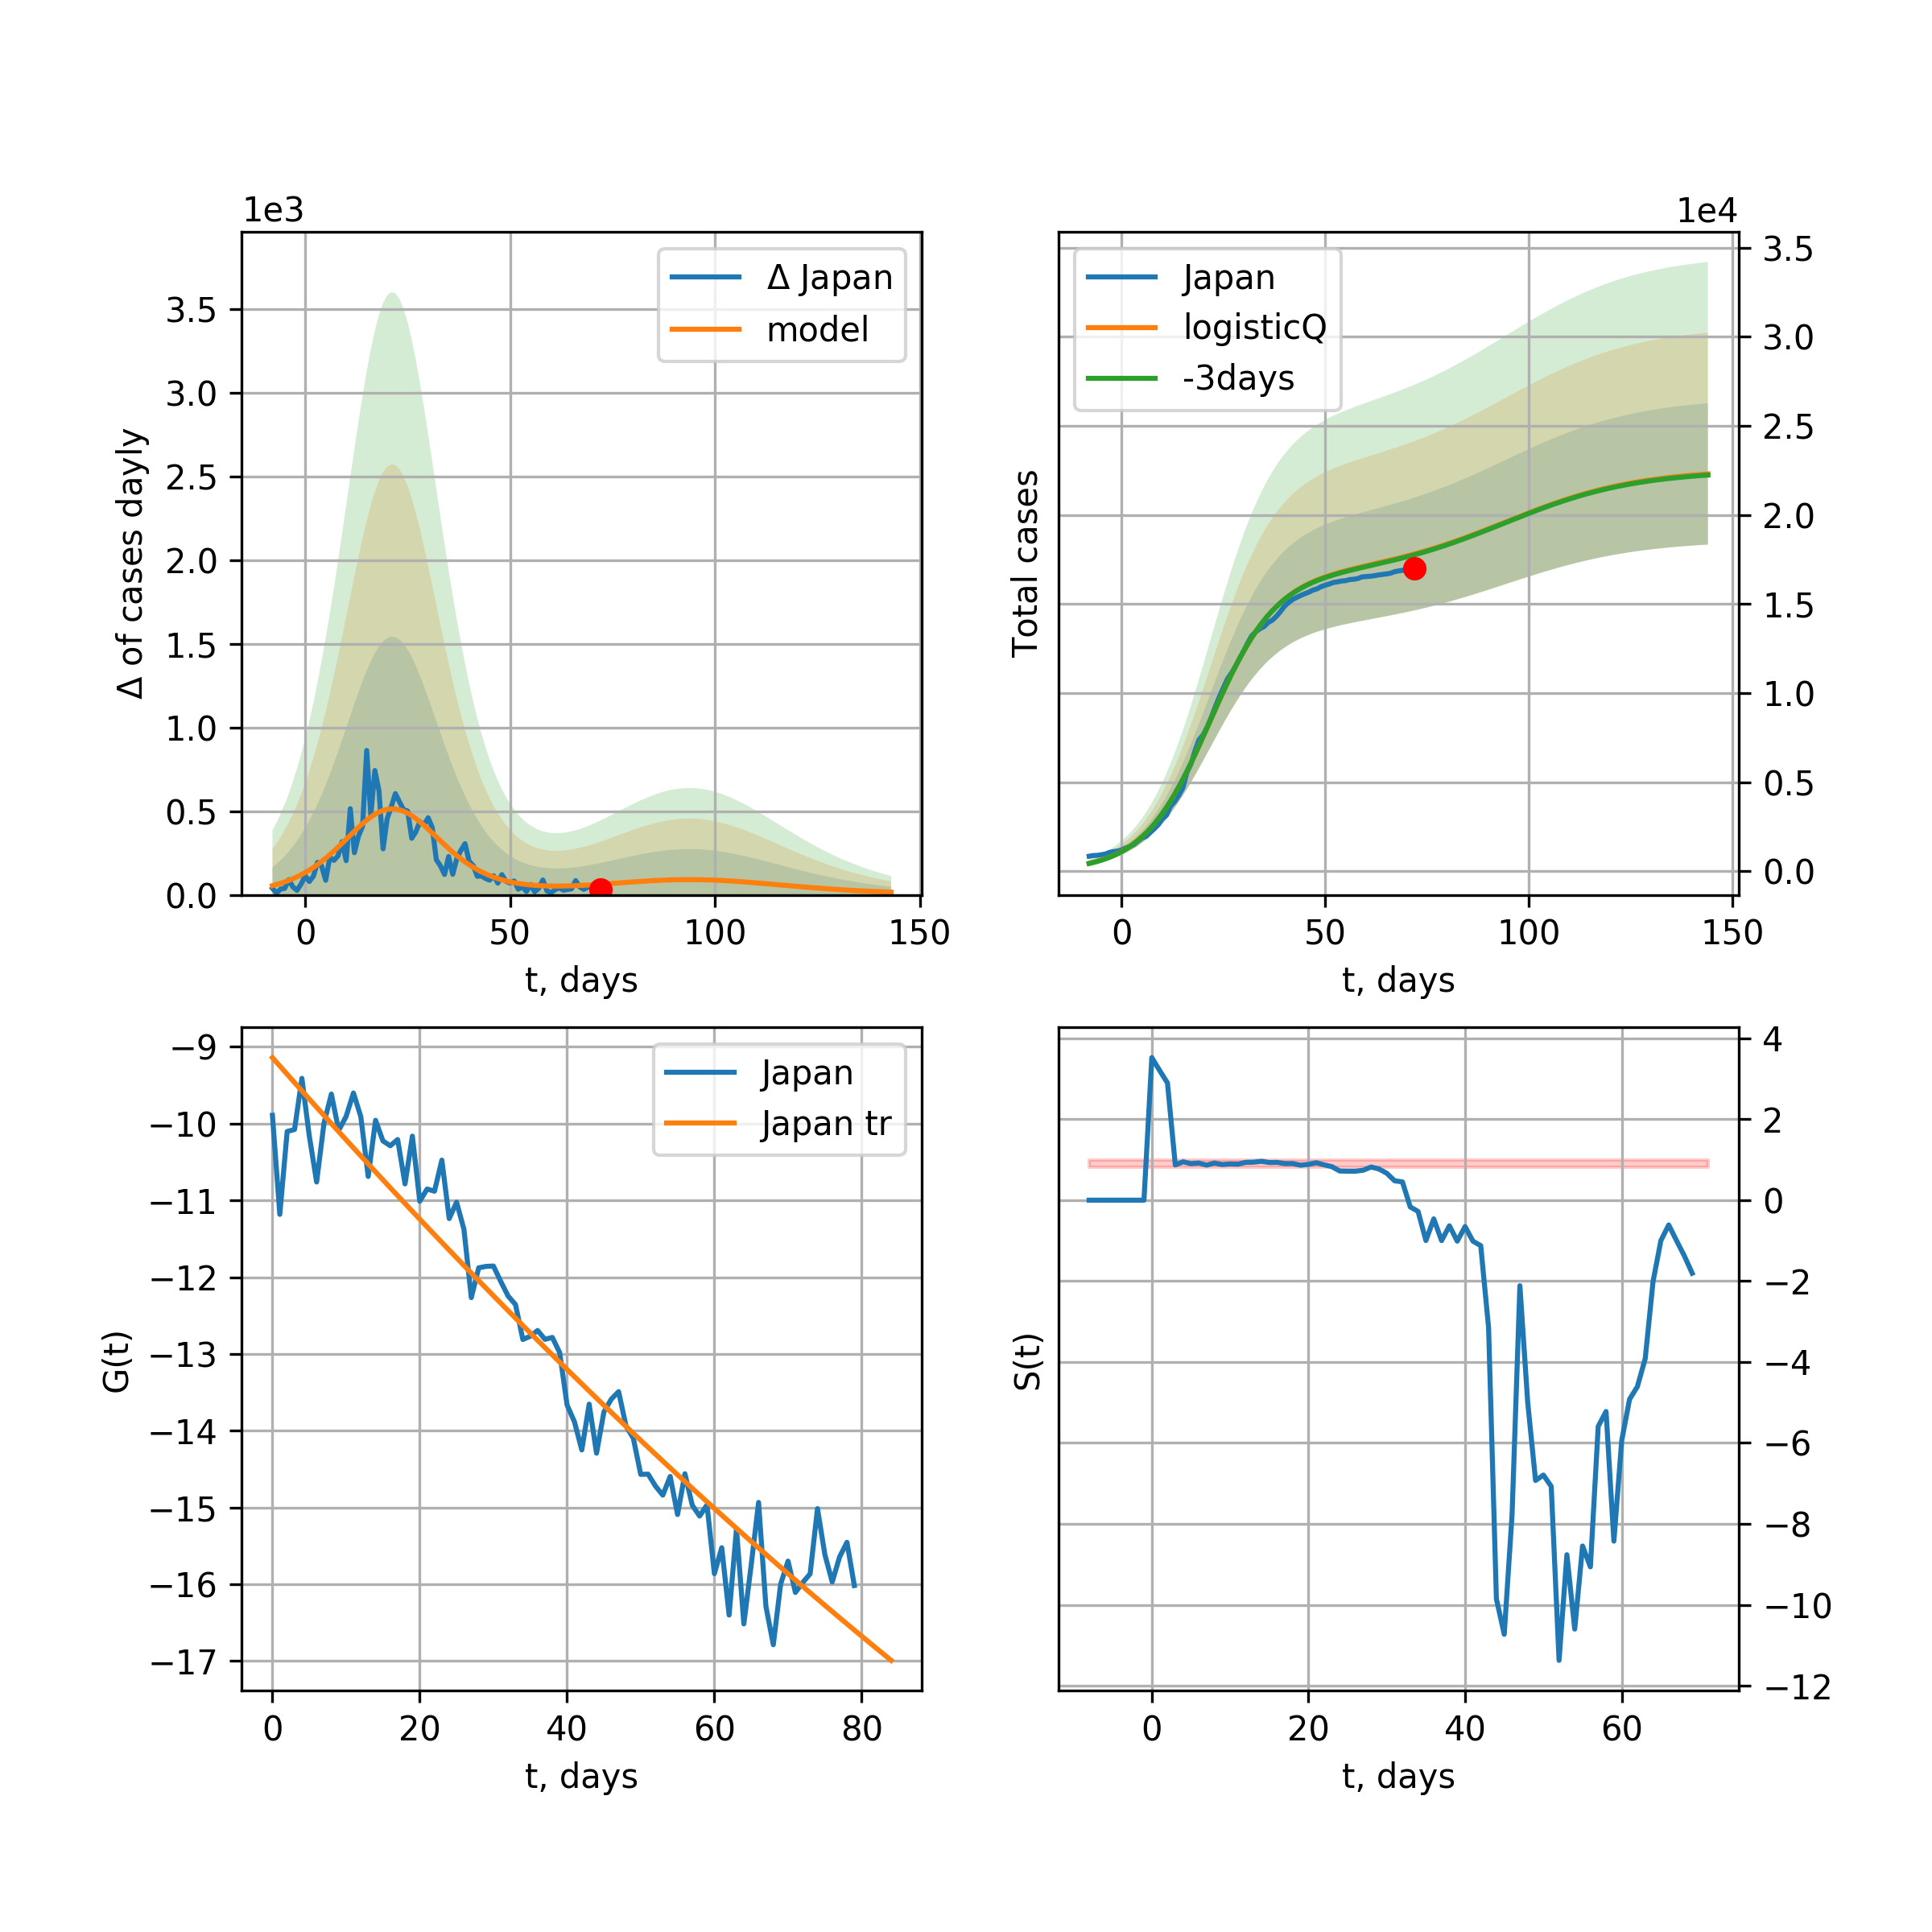 1e3
Δ Japan
model
3.5
3.0
2.5
2.0
1.5
1.0
0.5
0.0
Δ of cases dayly
0 50 100 150
t, days
1e4
Japan
logisticQ
-3days
3.5
3.0
2.5
2.0
1.5
1.0
0.5
0.0
Total cases
0 50 100 150
t, days
Japan
Japan tr
−9
−10
−11
−12
−13
−14
−15
−16
−17
G(t)
0 20 40 60 80
t, days
4
2
0
−2
−4
−6
−8
−10
−12
S(t)
0 20 40 60
t, days